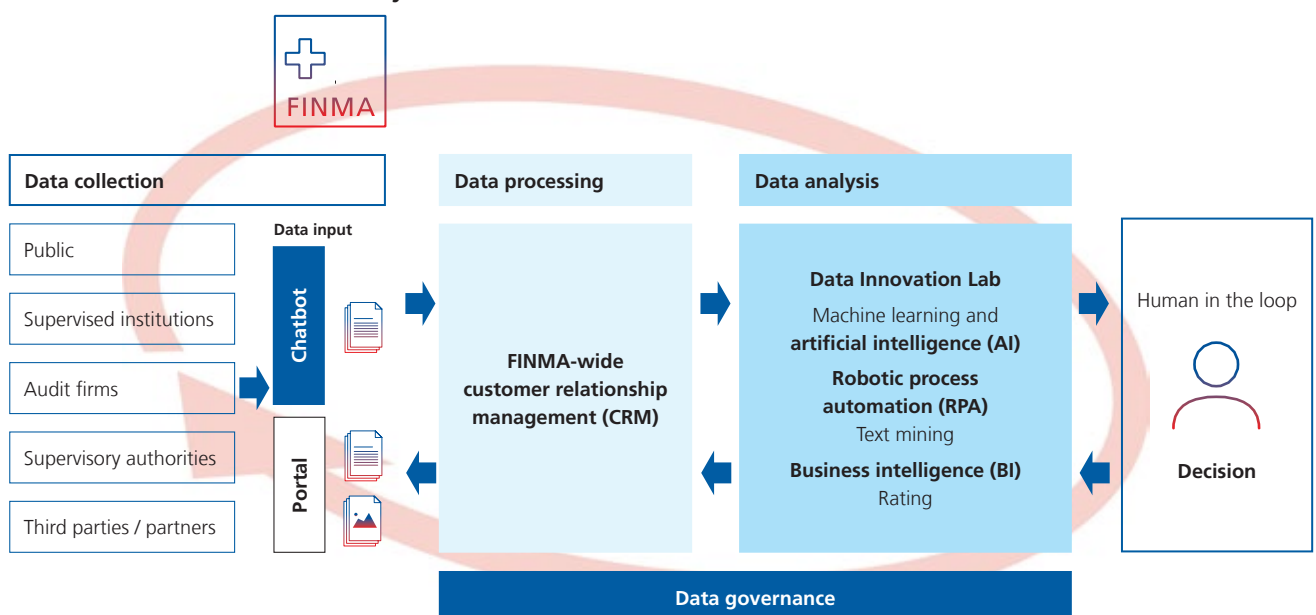 FINMA
Data collection
Data processing
Data analysis
Public
Supervised institutions
Audit firms
Supervisory authorities
Third parties / partners
Data input
Chatbot
Portal
FINMA-wide
customer relationship
management (CRM)
Data Innovation Lab
Machine learning and
artificial intelligence (AI)
Robotic process
automation (RPA)
Text mining
Business intelligence (BI)
Rating
Human in the loop
Decision
Data governance